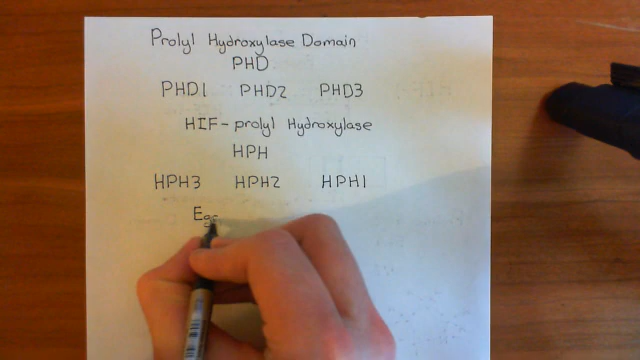 Prolyl Hydroxylase Domain
PHD
PHD1 PHD2 PHD3
HIF-prolyl Hydroxylase
HPH
HPH3 HPH2 HPH1